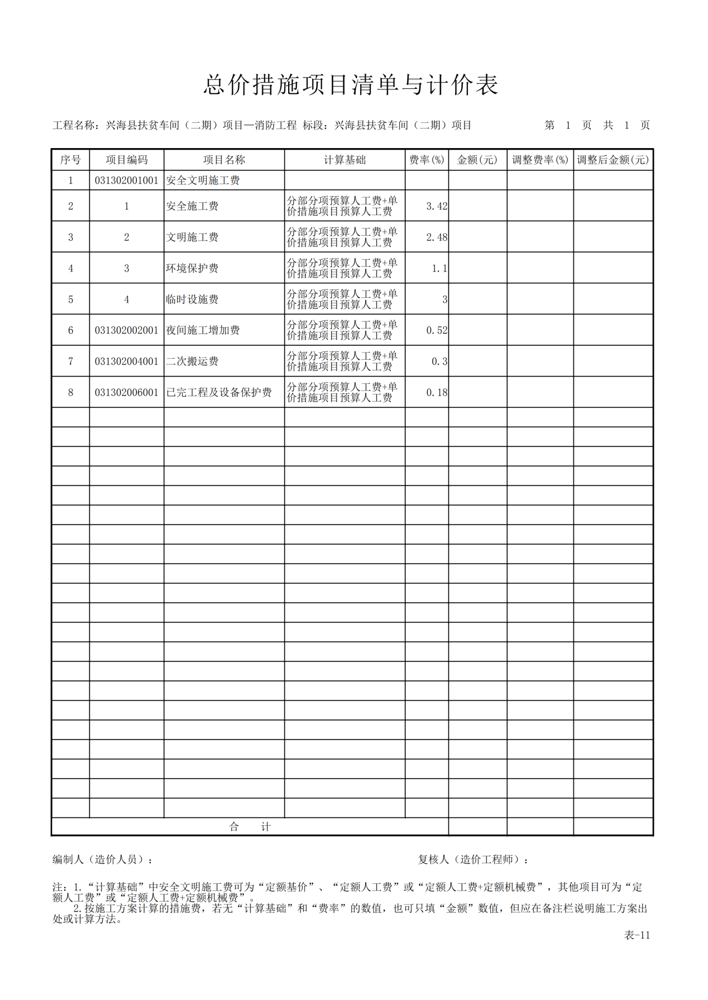 总价措施项目清单与计价表
工程名称：兴海县扶贫车间（二期）项目—消防工程 标段：兴海县扶贫车间（二期）项目 第 1 页 共 1 页
序号 项目编码 项目名称 计算基础 费率(%) 金额(元) 调整费率(%) 调整后金额(元)
1 031302001001 安全文明施工费
2 1 安全施工费 分部分项预算人工费+单价措施项目预算人工费 3.42
3 2 文明施工费 分部分项预算人工费+单价措施项目预算人工费 2.48
4 3 环境保护费 分部分项预算人工费+单价措施项目预算人工费 1.1
5 4 临时设施费 分部分项预算人工费+单价措施项目预算人工费 3
6 031302002001 夜间施工增加费 分部分项预算人工费+单价措施项目预算人工费 0.52
7 031302004001 二次搬运费 分部分项预算人工费+单价措施项目预算人工费 0.3
8 031302006001 已完工程及设备保护费 分部分项预算人工费+单价措施项目预算人工费 0.18
合 计
编制人（造价人员）： 复核人（造价工程师）：
注：1.“计算基础”中安全文明施工费可为“定额基价”、“定额人工费”或“定额人工费+定额机械费”，其他项目可为“定
额人工费”或“定额人工费+定额机械费”。
2.按施工方案计算的措施费，若无“计算基础”和“费率”的数值，也可只填“金额”数值，但应在备注栏说明施工方案出
处或计算方法。
表-11